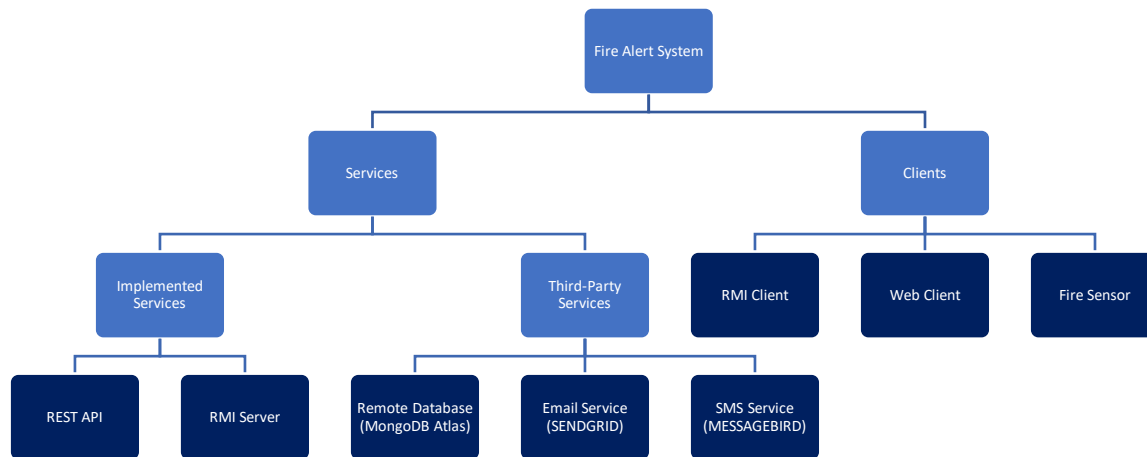 Fire Alert System
Services
Clients
Implemented
Services
Third-Party
Services
RMI Client
Web Client
Fire Sensor
REST API
RMI Server
Remote Database
(MongoDB Atlas)
Email Service
(SENDGRID)
SMS Service
(MESSAGEBIRD)